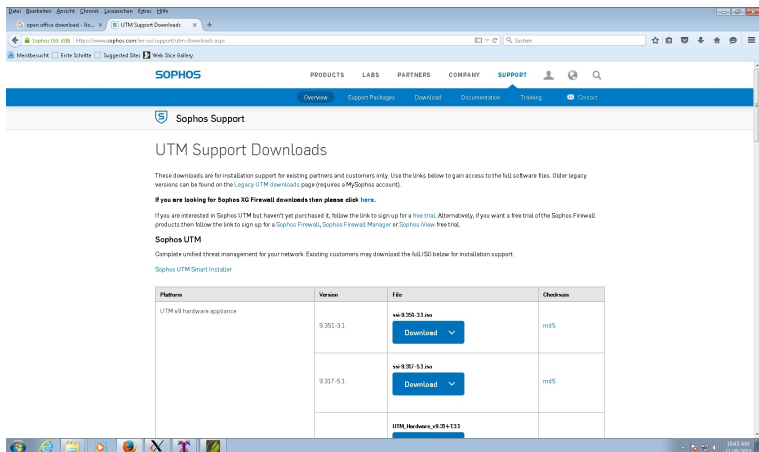 Datei Bearbeiten Ansicht Chronik Lesezeichen Extras Hilfe
open office download - Go... × UTM Support Downloads × +
Sophos Ltd. (GB) https://www.sophos.com/en-us/support/utm-downloads.aspx Suchen
Meistbesucht Erste Schritte Suggested Sites Web Slice Gallery
SOPHOS PRODUCTS LABS PARTNERS COMPANY SUPPORT
Overview Support Packages Download Documentation Training Contact
Sophos Support
UTM Support Downloads
These downloads are for installation support for existing partners and customers only. Use the links below to gain access to the full software files. Older legacy
versions can be found on the Legacy UTM downloads page (requires a MySophos account).
If you are looking for Sophos XG Firewall downloads then please click here.
If you are interested in Sophos UTM but haven't yet purchased it, follow the link to sign up for a free trial. Alternatively, if you want a free trial of the Sophos Firewall
products then follow the link to sign up for a Sophos Firewall, Sophos Firewall Manager or Sophos iView free trial.
Sophos UTM
Complete unified threat management for your network. Existing customers may download the full ISO below for installation support.
Sophos UTM Smart Installer
Platform Version File Checksum
UTM v9 hardware appliance
ssi-9.350-3.1.iso
9.351-3.1 Download md5
ssi-9.317-5.1.iso
9.317-5.1 Download md5
10:43 AM